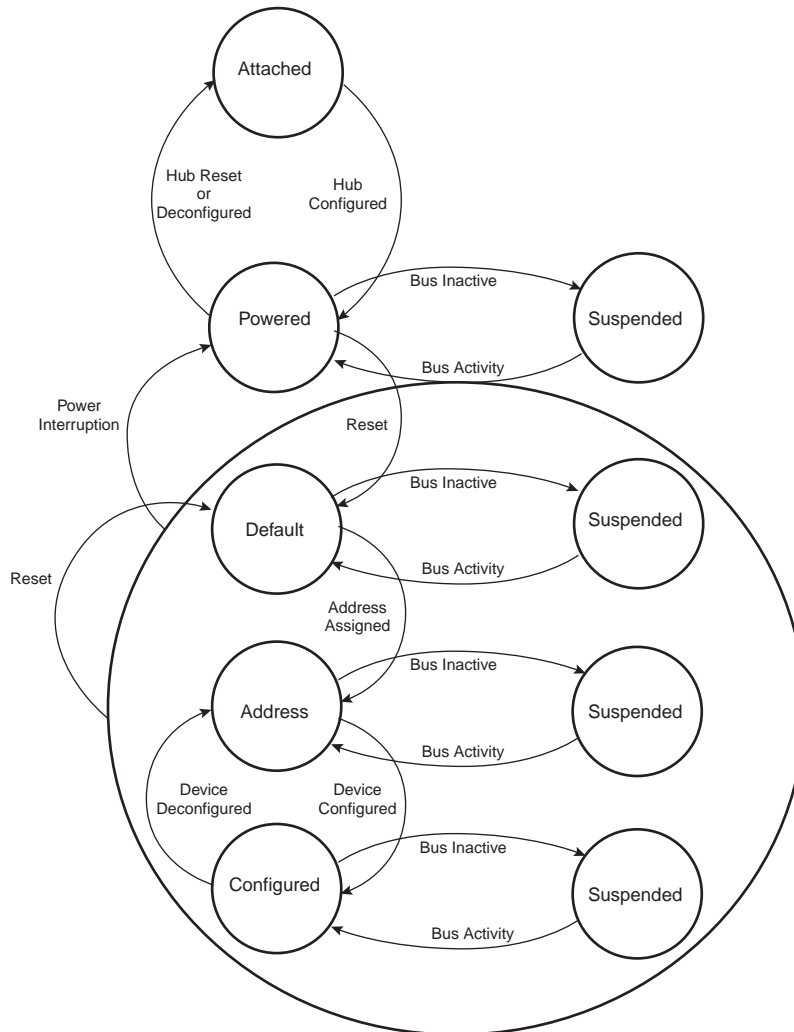 Attached
Hub Reset
or
Deconfigured
Hub
Configured
Bus Inactive
Powered
Suspended
Bus Activity
Power
Interruption
Reset
Bus Inactive
Default
Suspended
Bus Activity
Reset
Address
Assigned
Bus Inactive
Address
Suspended
Bus Activity
Device
Deconfigured
Device
Configured
Bus Inactive
Configured
Suspended
Bus Activity